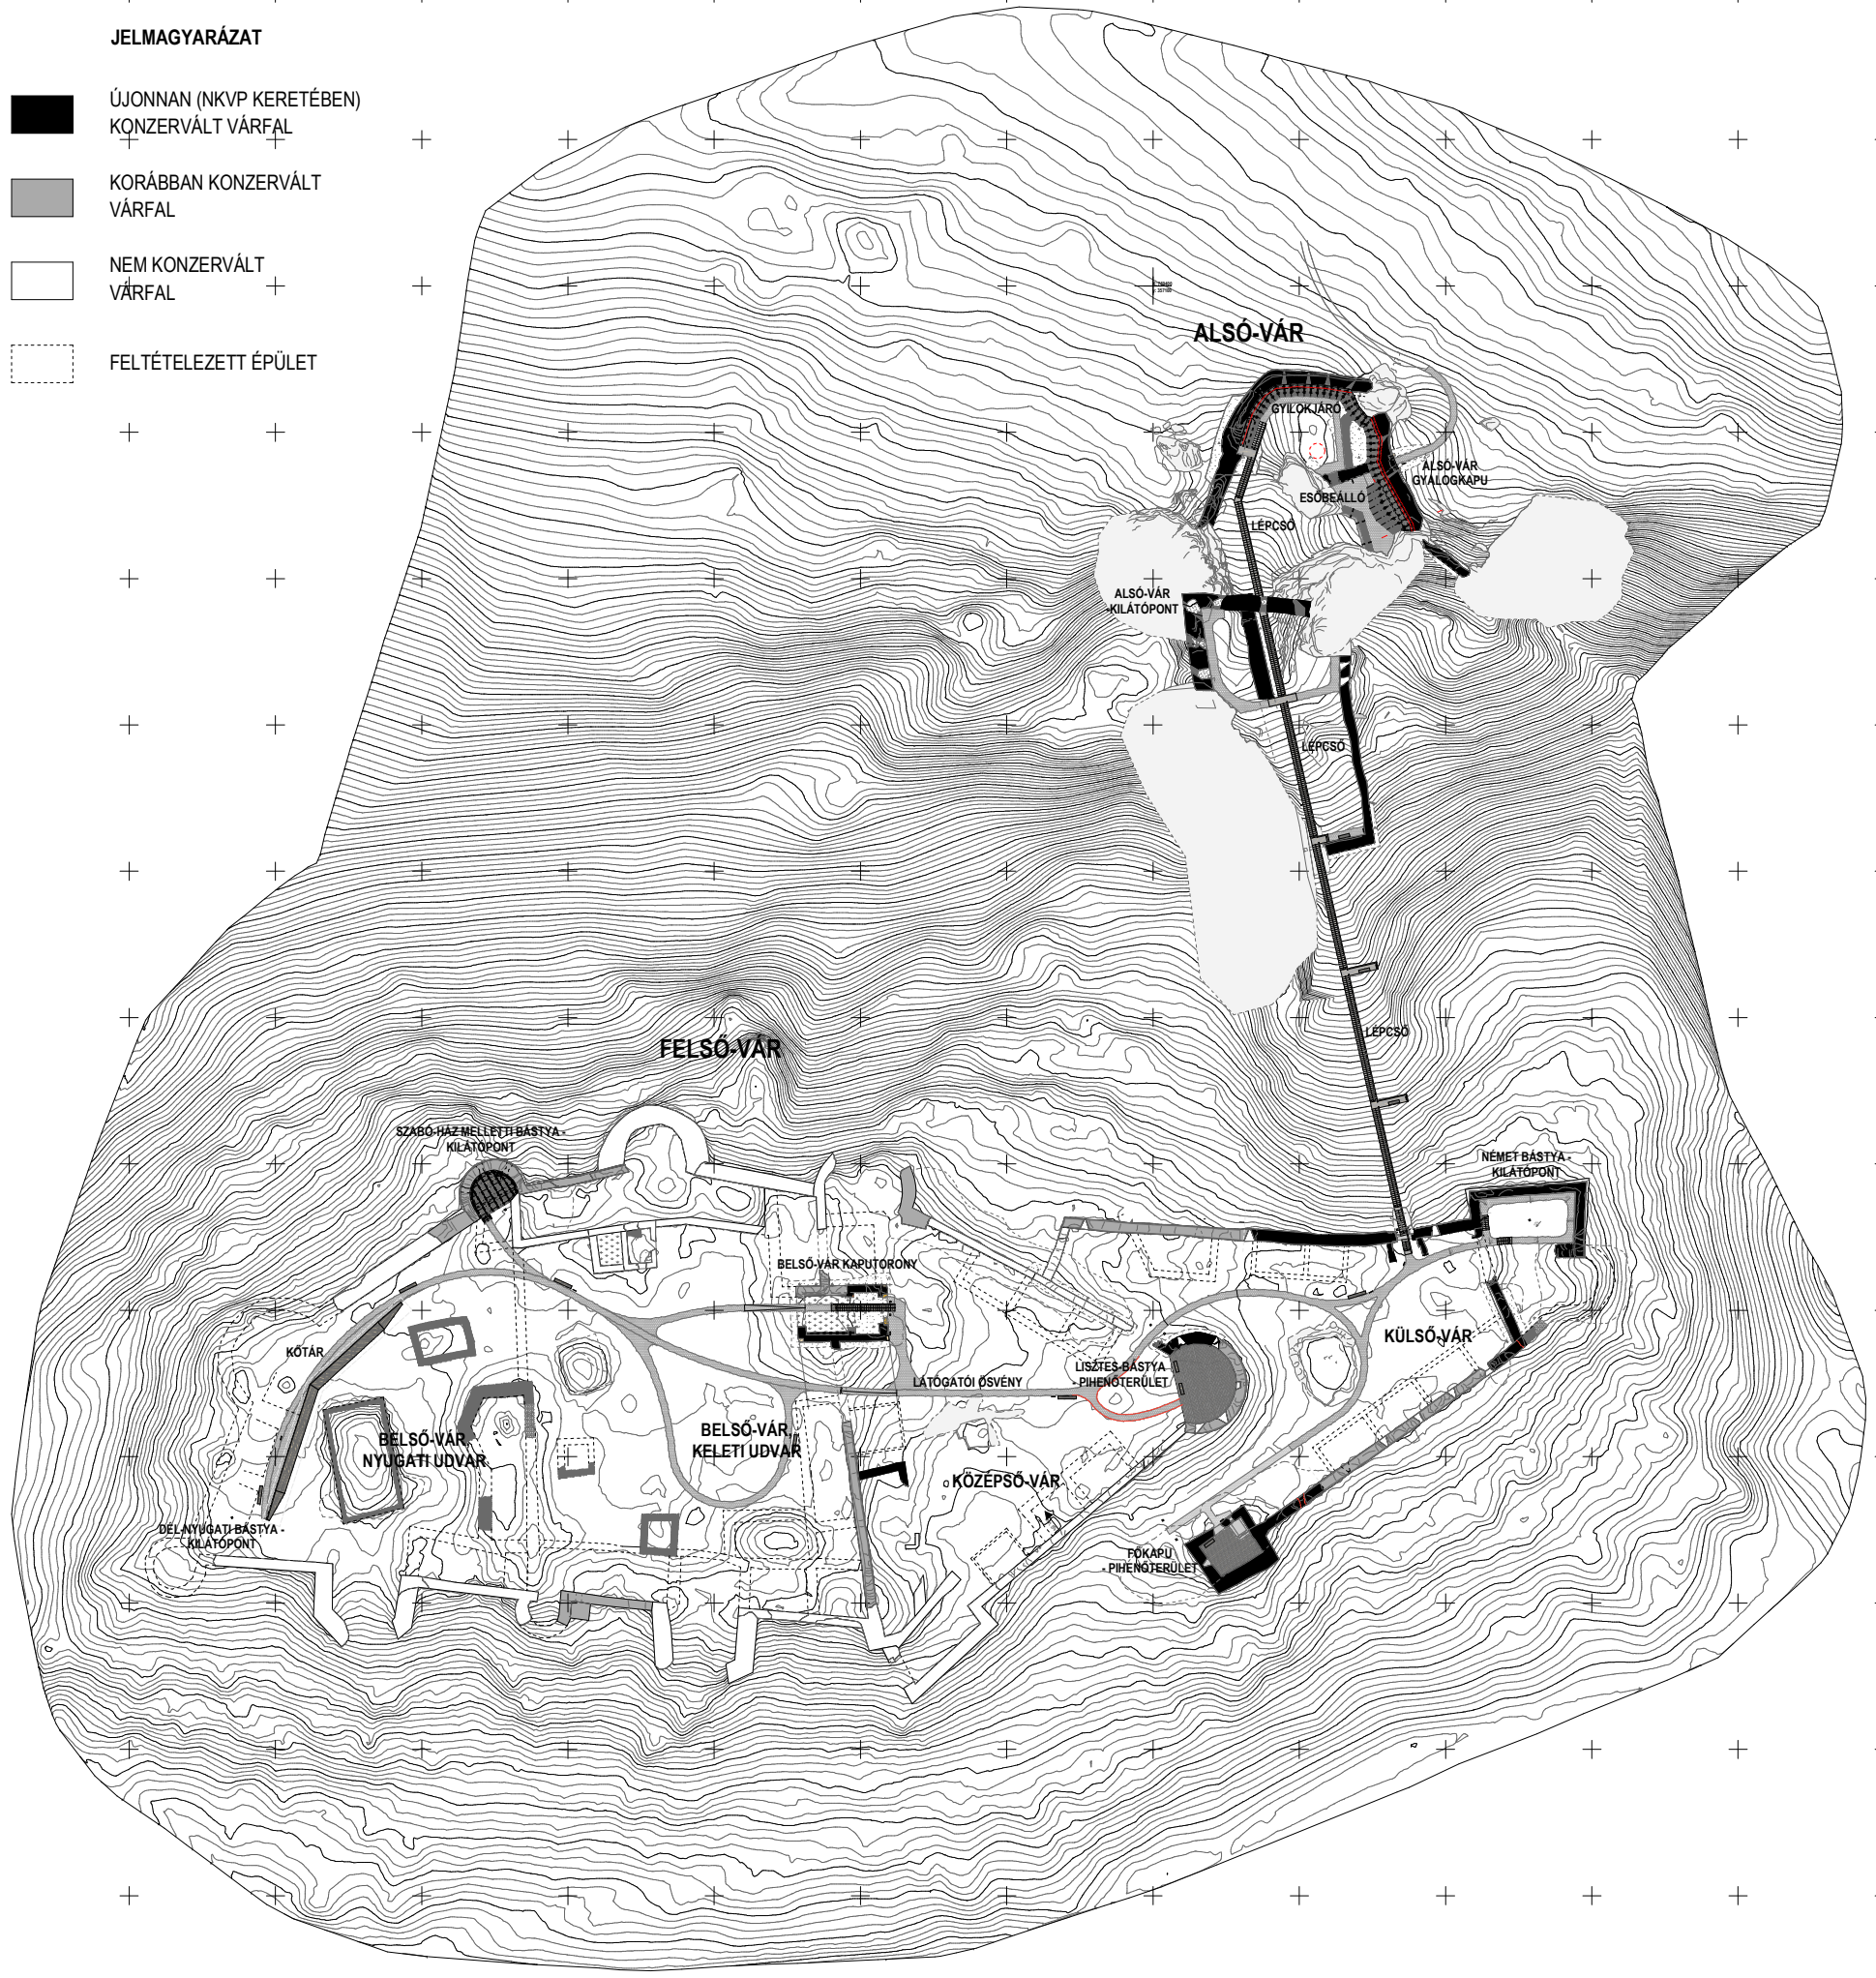 JELMAGYARÁZAT
ÚJONNAN (NKVP KERETÉBEN)
KONZERVÁLT VÁRFAL
KORÁBBAN KONZERVÁLT
VÁRFAL
NEM KONZERVÁLT
VÁRFAL
FELTÉTELEZETT ÉPÜLET
ALSÓ-VÁR
GYILOKJÁRÓ
ALSÓ-VÁR
GYALOGKAPU
ESŐBEÁLLÓ
LÉPCSŐ
ALSÓ-VÁR
-KILÁTÓPONT
LÉPCSŐ
LÉPCSŐ
FELSŐ-VÁR
SZABÓ-HÁZ MELLETTI BÁSTYA -
KILÁTÓPONT
NÉMET BÁSTYA -
KILÁTÓPONT
BELSŐ-VÁR KAPUTORONY
KÜLSŐ-VÁR
KŐTÁR
LISZTES-BÁSTYA
- PIHENŐTERÜLET
LÁTOGATÓI ÖSVÉNY
BELSŐ-VÁR
NYUGATI UDVAR
BELSŐ-VÁR
KELETI UDVAR
KÖZÉPSŐ-VÁR
DÉL-NYUGATI BÁSTYA -
KILÁTÓPONT
FŐKAPU
- PIHENŐTERÜLET